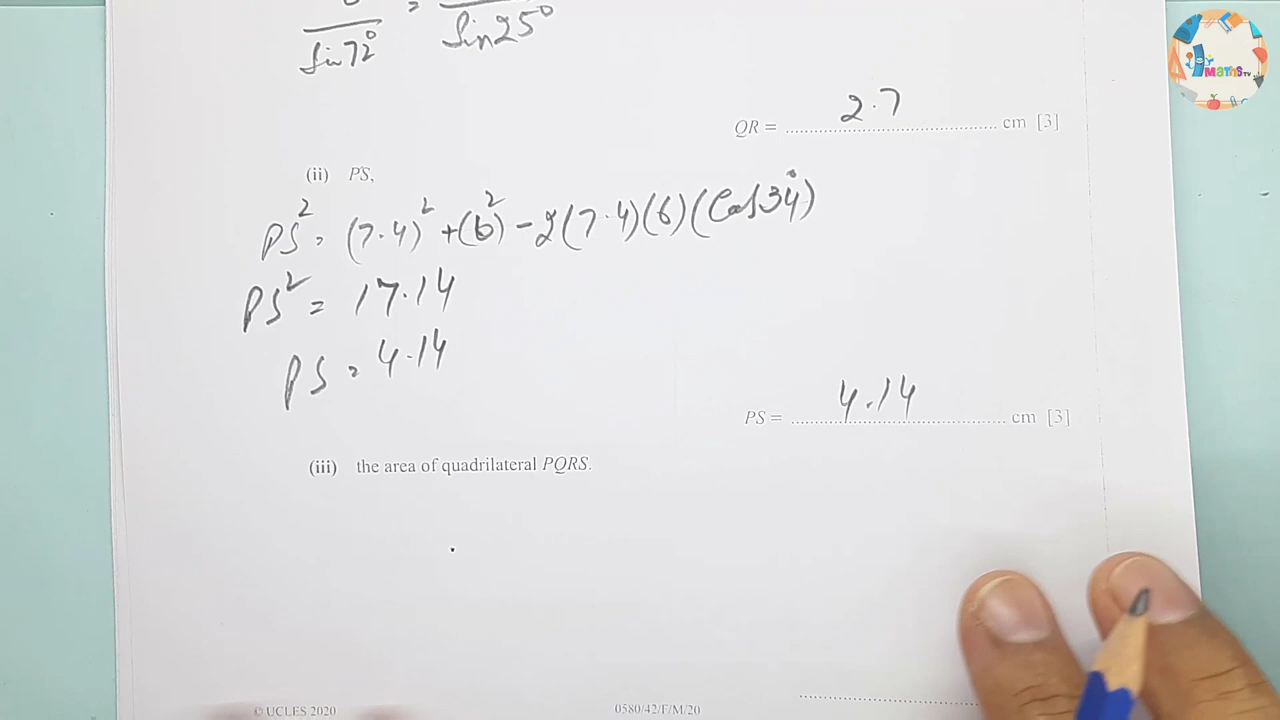 sin72° = sin25°
QR = 2.7 cm [3]
(ii) PS,
PS² = (7.4)² + (6)² - 2(7.4)(6)(Cos34°)
PS² = 17.14
PS = 4.14
PS = 4.14 cm [3]
(iii) the area of quadrilateral PQRS.
© UCLES 2020 0580/42/F/M/20
MATHS TV